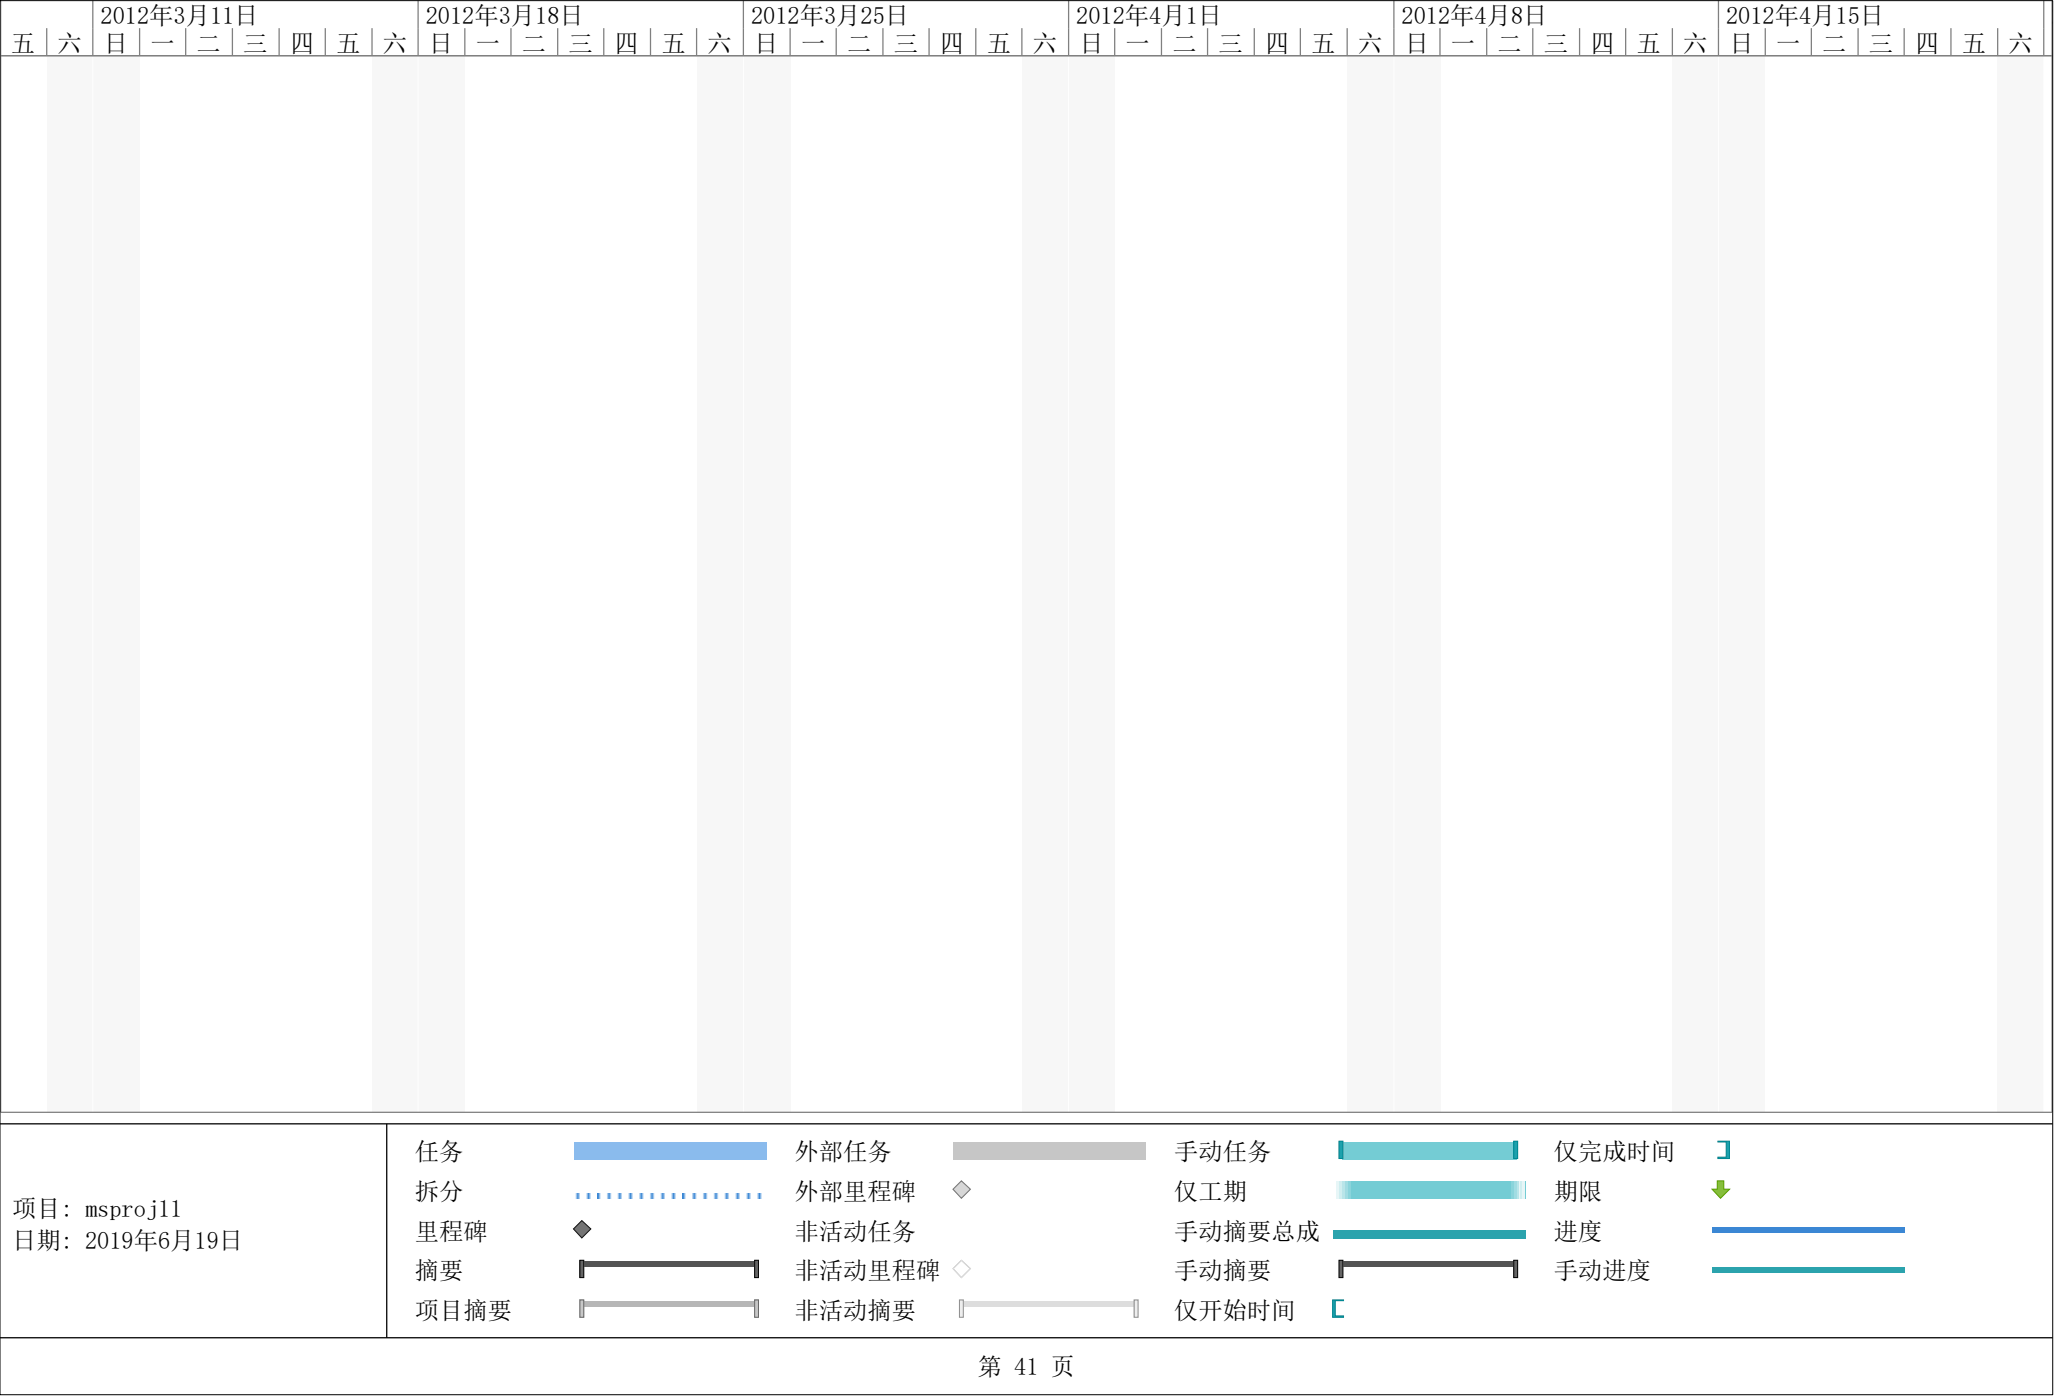 2012年3月11日 2012年3月18日 2012年3月25日 2012年4月1日 2012年4月8日 2012年4月15日
五 六 日 一 二 三 四 五 六 日 一 二 三 四 五 六 日 一 二 三 四 五 六 日 一 二 三 四 五 六 日 一 二 三 四 五 六 日 一 二 三 四 五 六
项目: msproj11
日期: 2019年6月19日
任务 外部任务 手动任务 仅完成时间
拆分 外部里程碑 仅工期 期限
里程碑 非活动任务 手动摘要总成 进度
摘要 非活动里程碑 手动摘要 手动进度
项目摘要 非活动摘要 仅开始时间
第 41 页